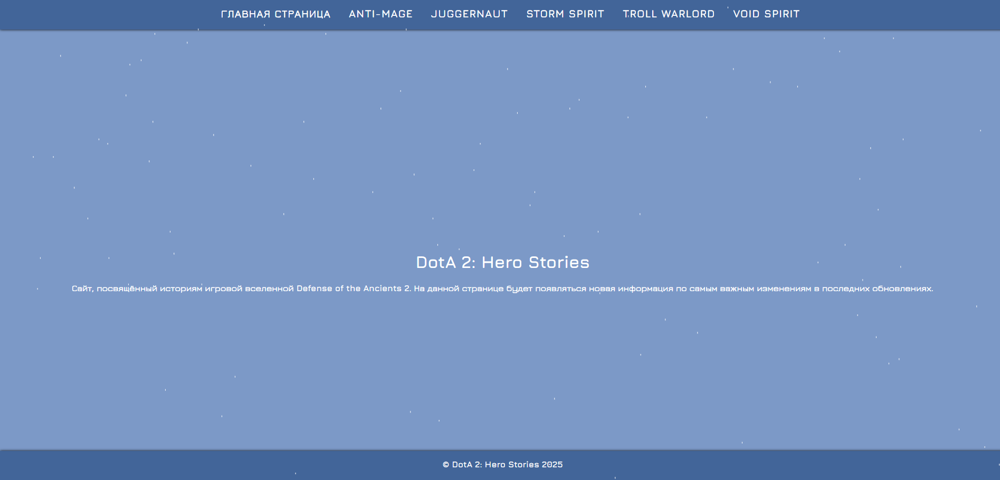 ГЛАВНАЯ СТРАНИЦА ANTI-MAGE JUGGERNAUT STORM SPIRIT TROLL WARLORD VOID SPIRIT
DotA 2: Hero Stories
Сайт, посвящённый историям игровой вселенной Defense of the Ancients 2. На данной странице будет появляться новая информация по самым важным изменениям в последних обновлениях.
© DotA 2: Hero Stories 2025